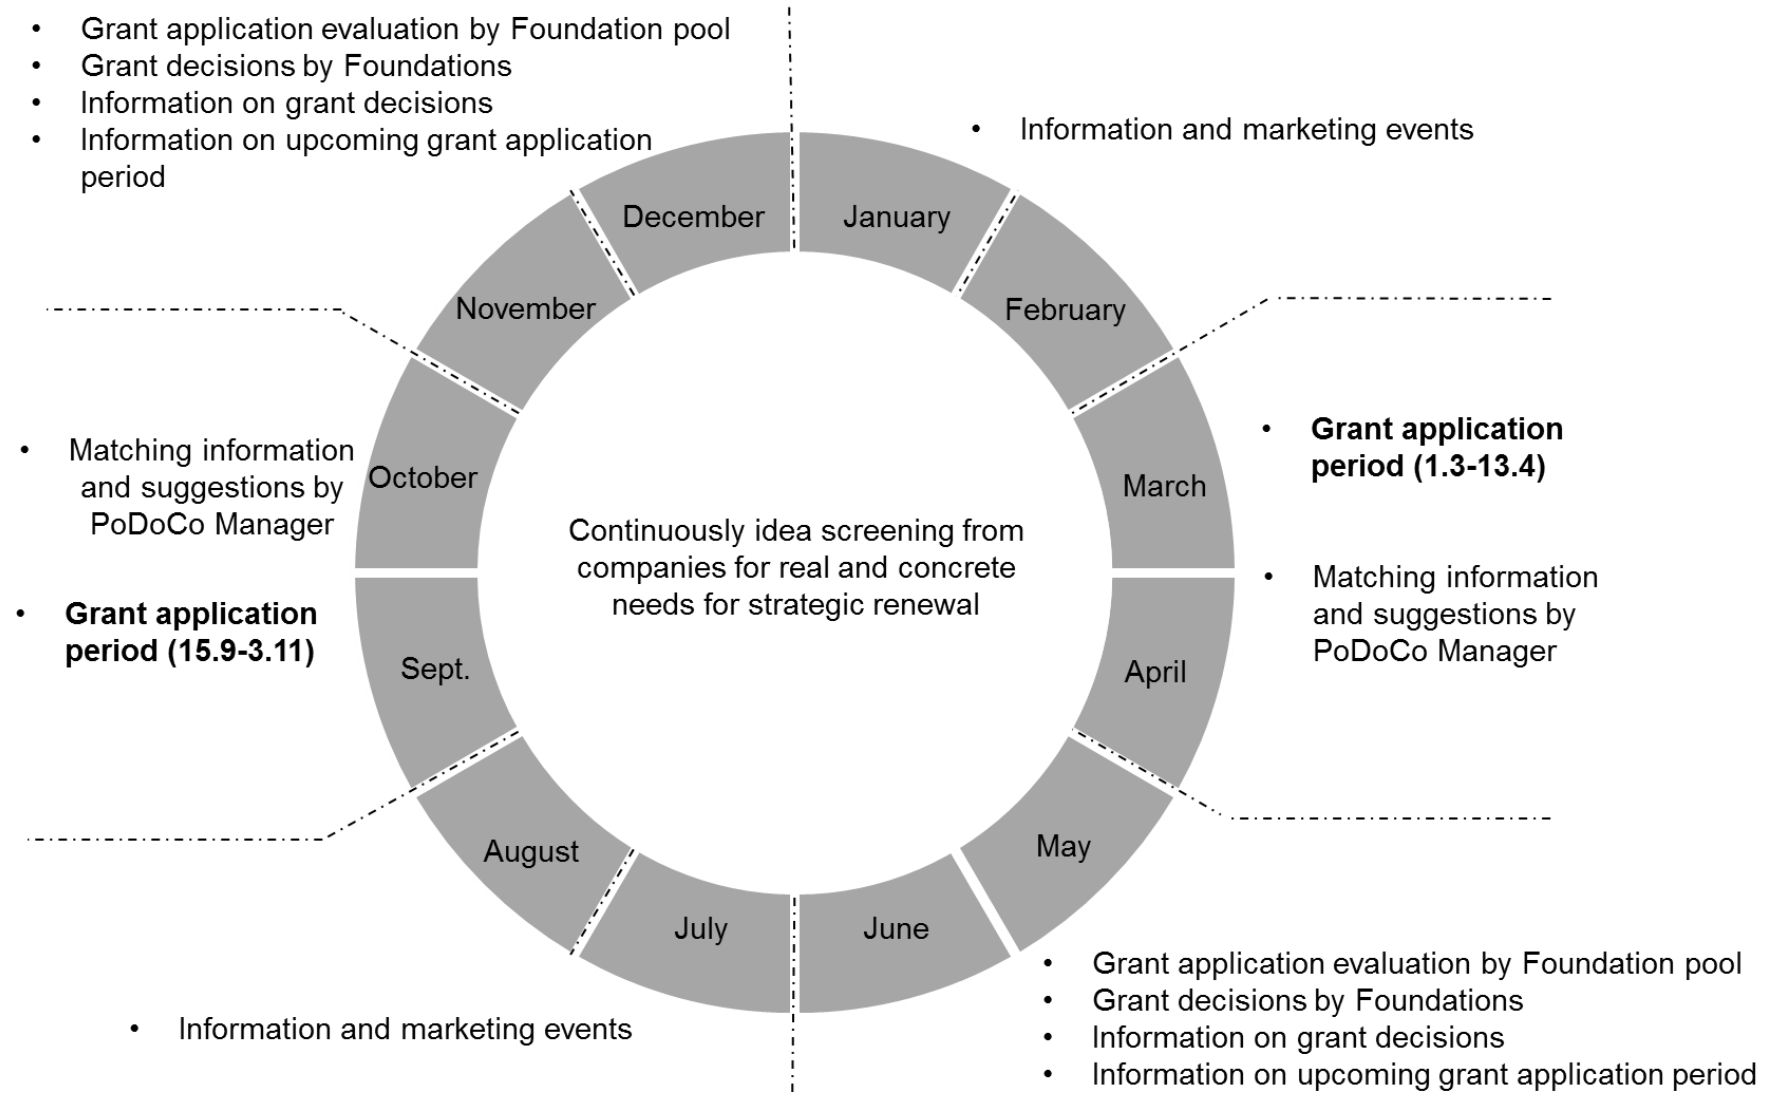 • Grant application evaluation by Foundation pool
• Grant decisions by Foundations
• Information on grant decisions
• Information on upcoming grant application
period
• Information and marketing events
December
January
November
February
• Grant application
period (1.3-13.4)
• Matching information
and suggestions by
PoDoCo Manager
October
March
Continuously idea screening from
companies for real and concrete
needs for strategic renewal
• Matching information
and suggestions by
PoDoCo Manager
• Grant application
period (15.9-3.11)
Sept.
April
August
May
July
June
• Information and marketing events
• Grant application evaluation by Foundation pool
• Grant decisions by Foundations
• Information on grant decisions
• Information on upcoming grant application period